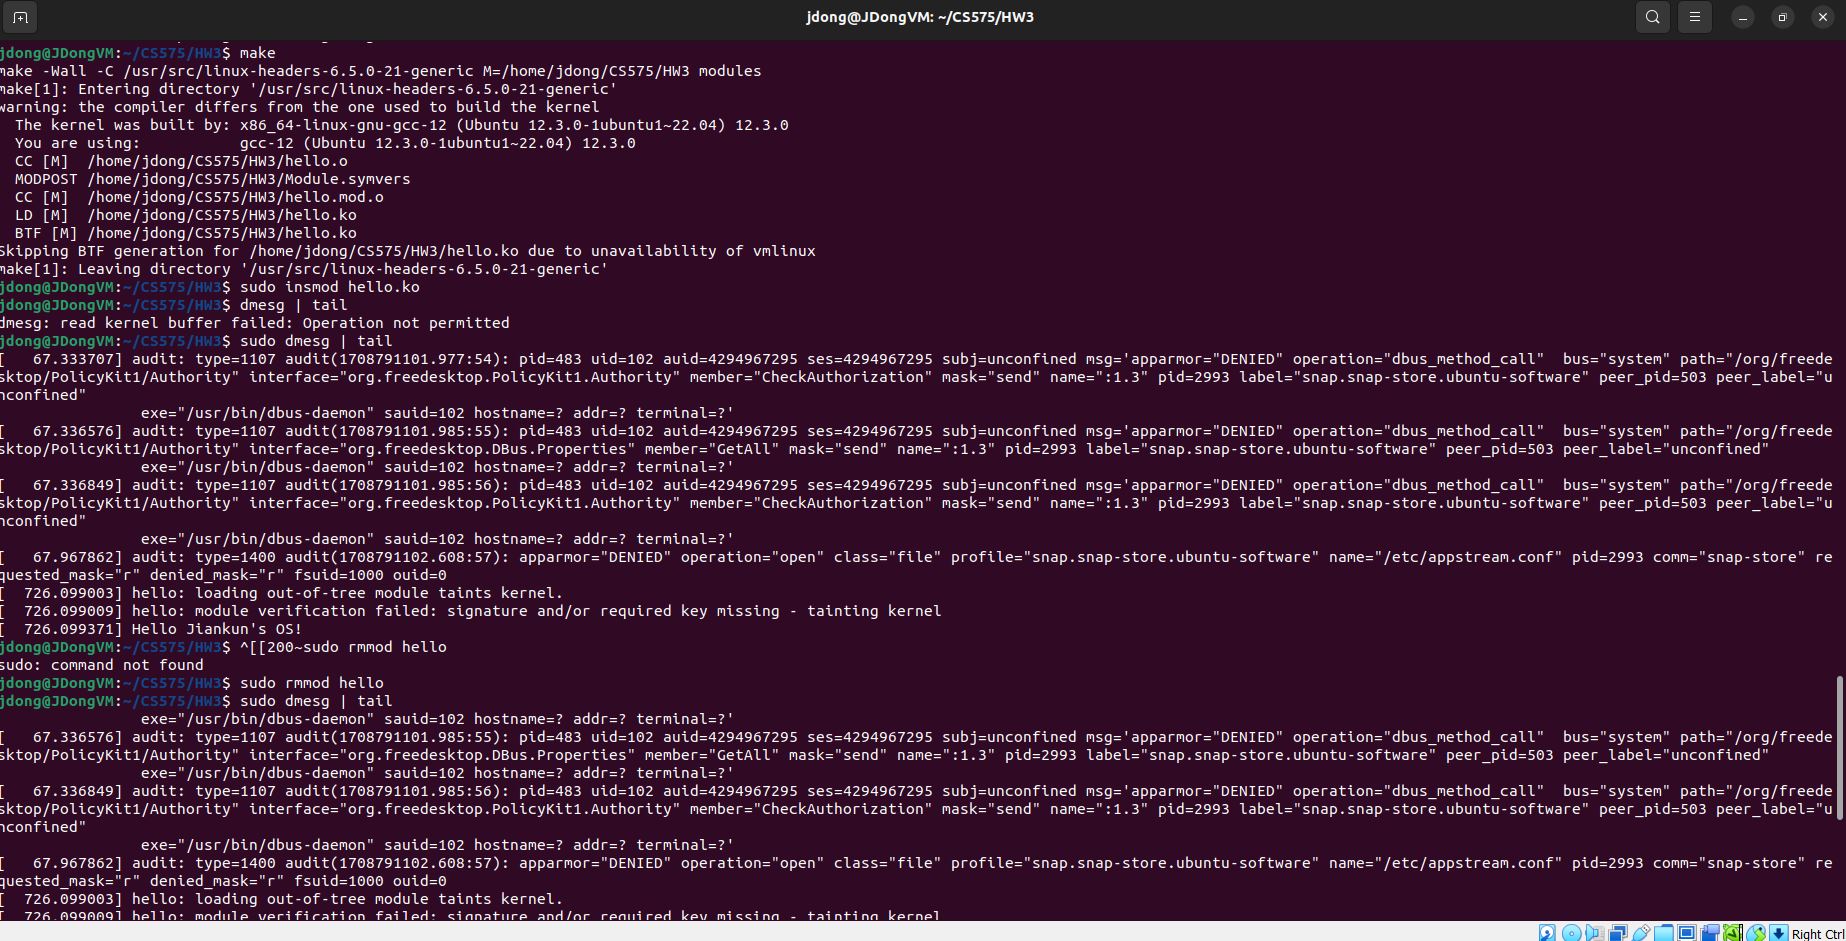 jdong@JDongVM: ~/CS575/HW3
jdong@JDongVM:~/CS575/HW3$ make
make -Wall -C /usr/src/linux-headers-6.5.0-21-generic M=/home/jdong/CS575/HW3 modules
make[1]: Entering directory '/usr/src/linux-headers-6.5.0-21-generic'
warning: the compiler differs from the one used to build the kernel
  The kernel was built by: x86_64-linux-gnu-gcc-12 (Ubuntu 12.3.0-1ubuntu1~22.04) 12.3.0
  You are using:           gcc-12 (Ubuntu 12.3.0-1ubuntu1~22.04) 12.3.0
  CC [M]  /home/jdong/CS575/HW3/hello.o
  MODPOST /home/jdong/CS575/HW3/Module.symvers
  CC [M]  /home/jdong/CS575/HW3/hello.mod.o
  LD [M]  /home/jdong/CS575/HW3/hello.ko
  BTF [M] /home/jdong/CS575/HW3/hello.ko
Skipping BTF generation for /home/jdong/CS575/HW3/hello.ko due to unavailability of vmlinux
make[1]: Leaving directory '/usr/src/linux-headers-6.5.0-21-generic'
jdong@JDongVM:~/CS575/HW3$ sudo insmod hello.ko
jdong@JDongVM:~/CS575/HW3$ dmesg | tail
dmesg: read kernel buffer failed: Operation not permitted
jdong@JDongVM:~/CS575/HW3$ sudo dmesg | tail
[   67.333707] audit: type=1107 audit(1708791101.977:54): pid=483 uid=102 auid=4294967295 ses=4294967295 subj=unconfined msg='apparmor="DENIED" operation="dbus_method_call"  bus="system" path="/org/freede
sktop/PolicyKit1/Authority" interface="org.freedesktop.PolicyKit1.Authority" member="CheckAuthorization" mask="send" name=":1.3" pid=2993 label="snap.snap-store.ubuntu-software" peer_pid=503 peer_label="u
nconfined"
                exe="/usr/bin/dbus-daemon" sauid=102 hostname=? addr=? terminal=?'
[   67.336576] audit: type=1107 audit(1708791101.985:55): pid=483 uid=102 auid=4294967295 ses=4294967295 subj=unconfined msg='apparmor="DENIED" operation="dbus_method_call"  bus="system" path="/org/freede
sktop/PolicyKit1/Authority" interface="org.freedesktop.DBus.Properties" member="GetAll" mask="send" name=":1.3" pid=2993 label="snap.snap-store.ubuntu-software" peer_pid=503 peer_label="unconfined"
                exe="/usr/bin/dbus-daemon" sauid=102 hostname=? addr=? terminal=?'
[   67.336849] audit: type=1107 audit(1708791101.985:56): pid=483 uid=102 auid=4294967295 ses=4294967295 subj=unconfined msg='apparmor="DENIED" operation="dbus_method_call"  bus="system" path="/org/freede
sktop/PolicyKit1/Authority" interface="org.freedesktop.PolicyKit1.Authority" member="CheckAuthorization" mask="send" name=":1.3" pid=2993 label="snap.snap-store.ubuntu-software" peer_pid=503 peer_label="u
nconfined"
                exe="/usr/bin/dbus-daemon" sauid=102 hostname=? addr=? terminal=?'
[   67.967862] audit: type=1400 audit(1708791102.608:57): apparmor="DENIED" operation="open" class="file" profile="snap.snap-store.ubuntu-software" name="/etc/appstream.conf" pid=2993 comm="snap-store" re
quested_mask="r" denied_mask="r" fsuid=1000 ouid=0
[  726.099003] hello: loading out-of-tree module taints kernel.
[  726.099009] hello: module verification failed: signature and/or required key missing - tainting kernel
[  726.099371] Hello Jiankun's OS!
jdong@JDongVM:~/CS575/HW3$ ^[[200~sudo rmmod hello
sudo: command not found
jdong@JDongVM:~/CS575/HW3$ sudo rmmod hello
jdong@JDongVM:~/CS575/HW3$ sudo dmesg | tail
                exe="/usr/bin/dbus-daemon" sauid=102 hostname=? addr=? terminal=?'
[   67.336576] audit: type=1107 audit(1708791101.985:55): pid=483 uid=102 auid=4294967295 ses=4294967295 subj=unconfined msg='apparmor="DENIED" operation="dbus_method_call"  bus="system" path="/org/freede
sktop/PolicyKit1/Authority" interface="org.freedesktop.DBus.Properties" member="GetAll" mask="send" name=":1.3" pid=2993 label="snap.snap-store.ubuntu-software" peer_pid=503 peer_label="unconfined"
                exe="/usr/bin/dbus-daemon" sauid=102 hostname=? addr=? terminal=?'
[   67.336849] audit: type=1107 audit(1708791101.985:56): pid=483 uid=102 auid=4294967295 ses=4294967295 subj=unconfined msg='apparmor="DENIED" operation="dbus_method_call"  bus="system" path="/org/freede
sktop/PolicyKit1/Authority" interface="org.freedesktop.PolicyKit1.Authority" member="CheckAuthorization" mask="send" name=":1.3" pid=2993 label="snap.snap-store.ubuntu-software" peer_pid=503 peer_label="u
nconfined"
                exe="/usr/bin/dbus-daemon" sauid=102 hostname=? addr=? terminal=?'
[   67.967862] audit: type=1400 audit(1708791102.608:57): apparmor="DENIED" operation="open" class="file" profile="snap.snap-store.ubuntu-software" name="/etc/appstream.conf" pid=2993 comm="snap-store" re
quested_mask="r" denied_mask="r" fsuid=1000 ouid=0
[  726.099003] hello: loading out-of-tree module taints kernel.
[  726.099009] hello: module verification failed: signature and/or required key missing - tainting kernel
Right Ctrl